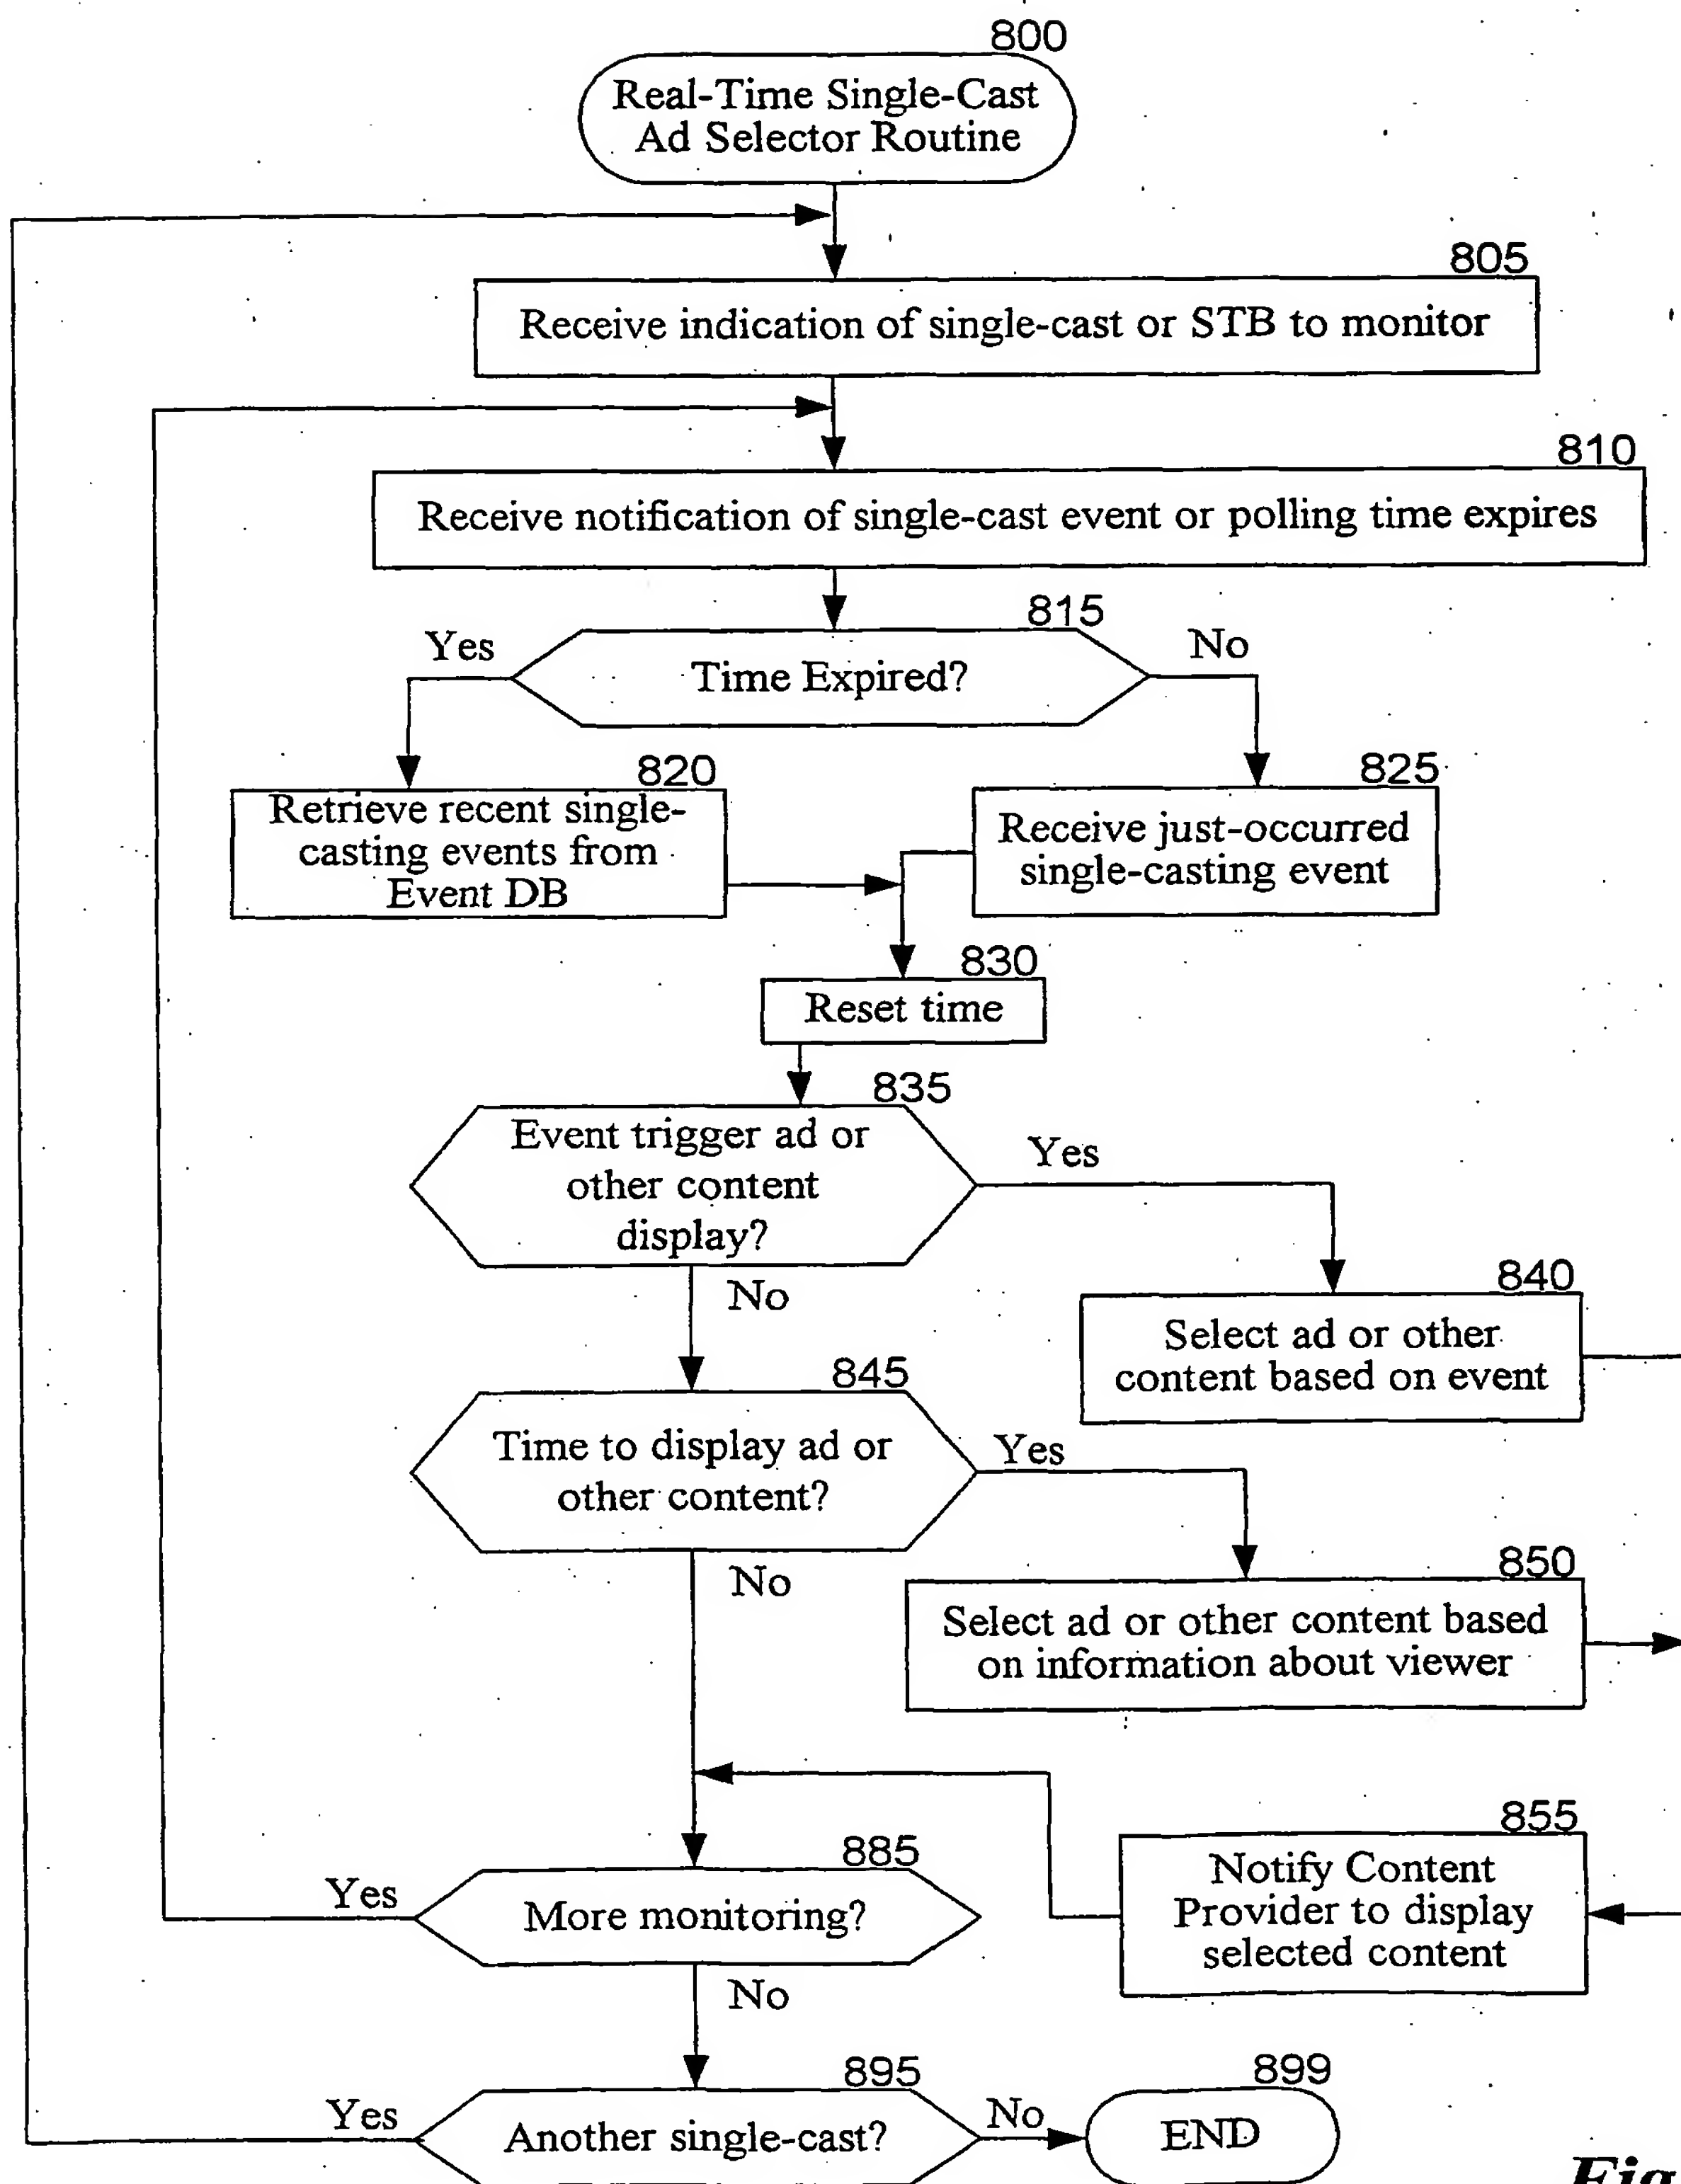 800
Real-Time Single-Cast
Ad Selector Routine
805
Receive indication of single-cast or STB to monitor
810
Receive notification of single-cast event or polling time expires
815
Yes
Time Expired?
No
820
Retrieve recent single-
casting events from
Event DB
825
Receive just-occurred
single-casting event
830
Reset time
835
Event trigger ad or
other content
display?
Yes
No
840
Select ad or other
content based on event
845
Time to display ad or
other content?
Yes
No
850
Select ad or other content based
on information about viewer
855
Notify Content
Provider to display
selected content
885
Yes
More monitoring?
No
895
Yes
Another single-cast?
No
899
END
Fig